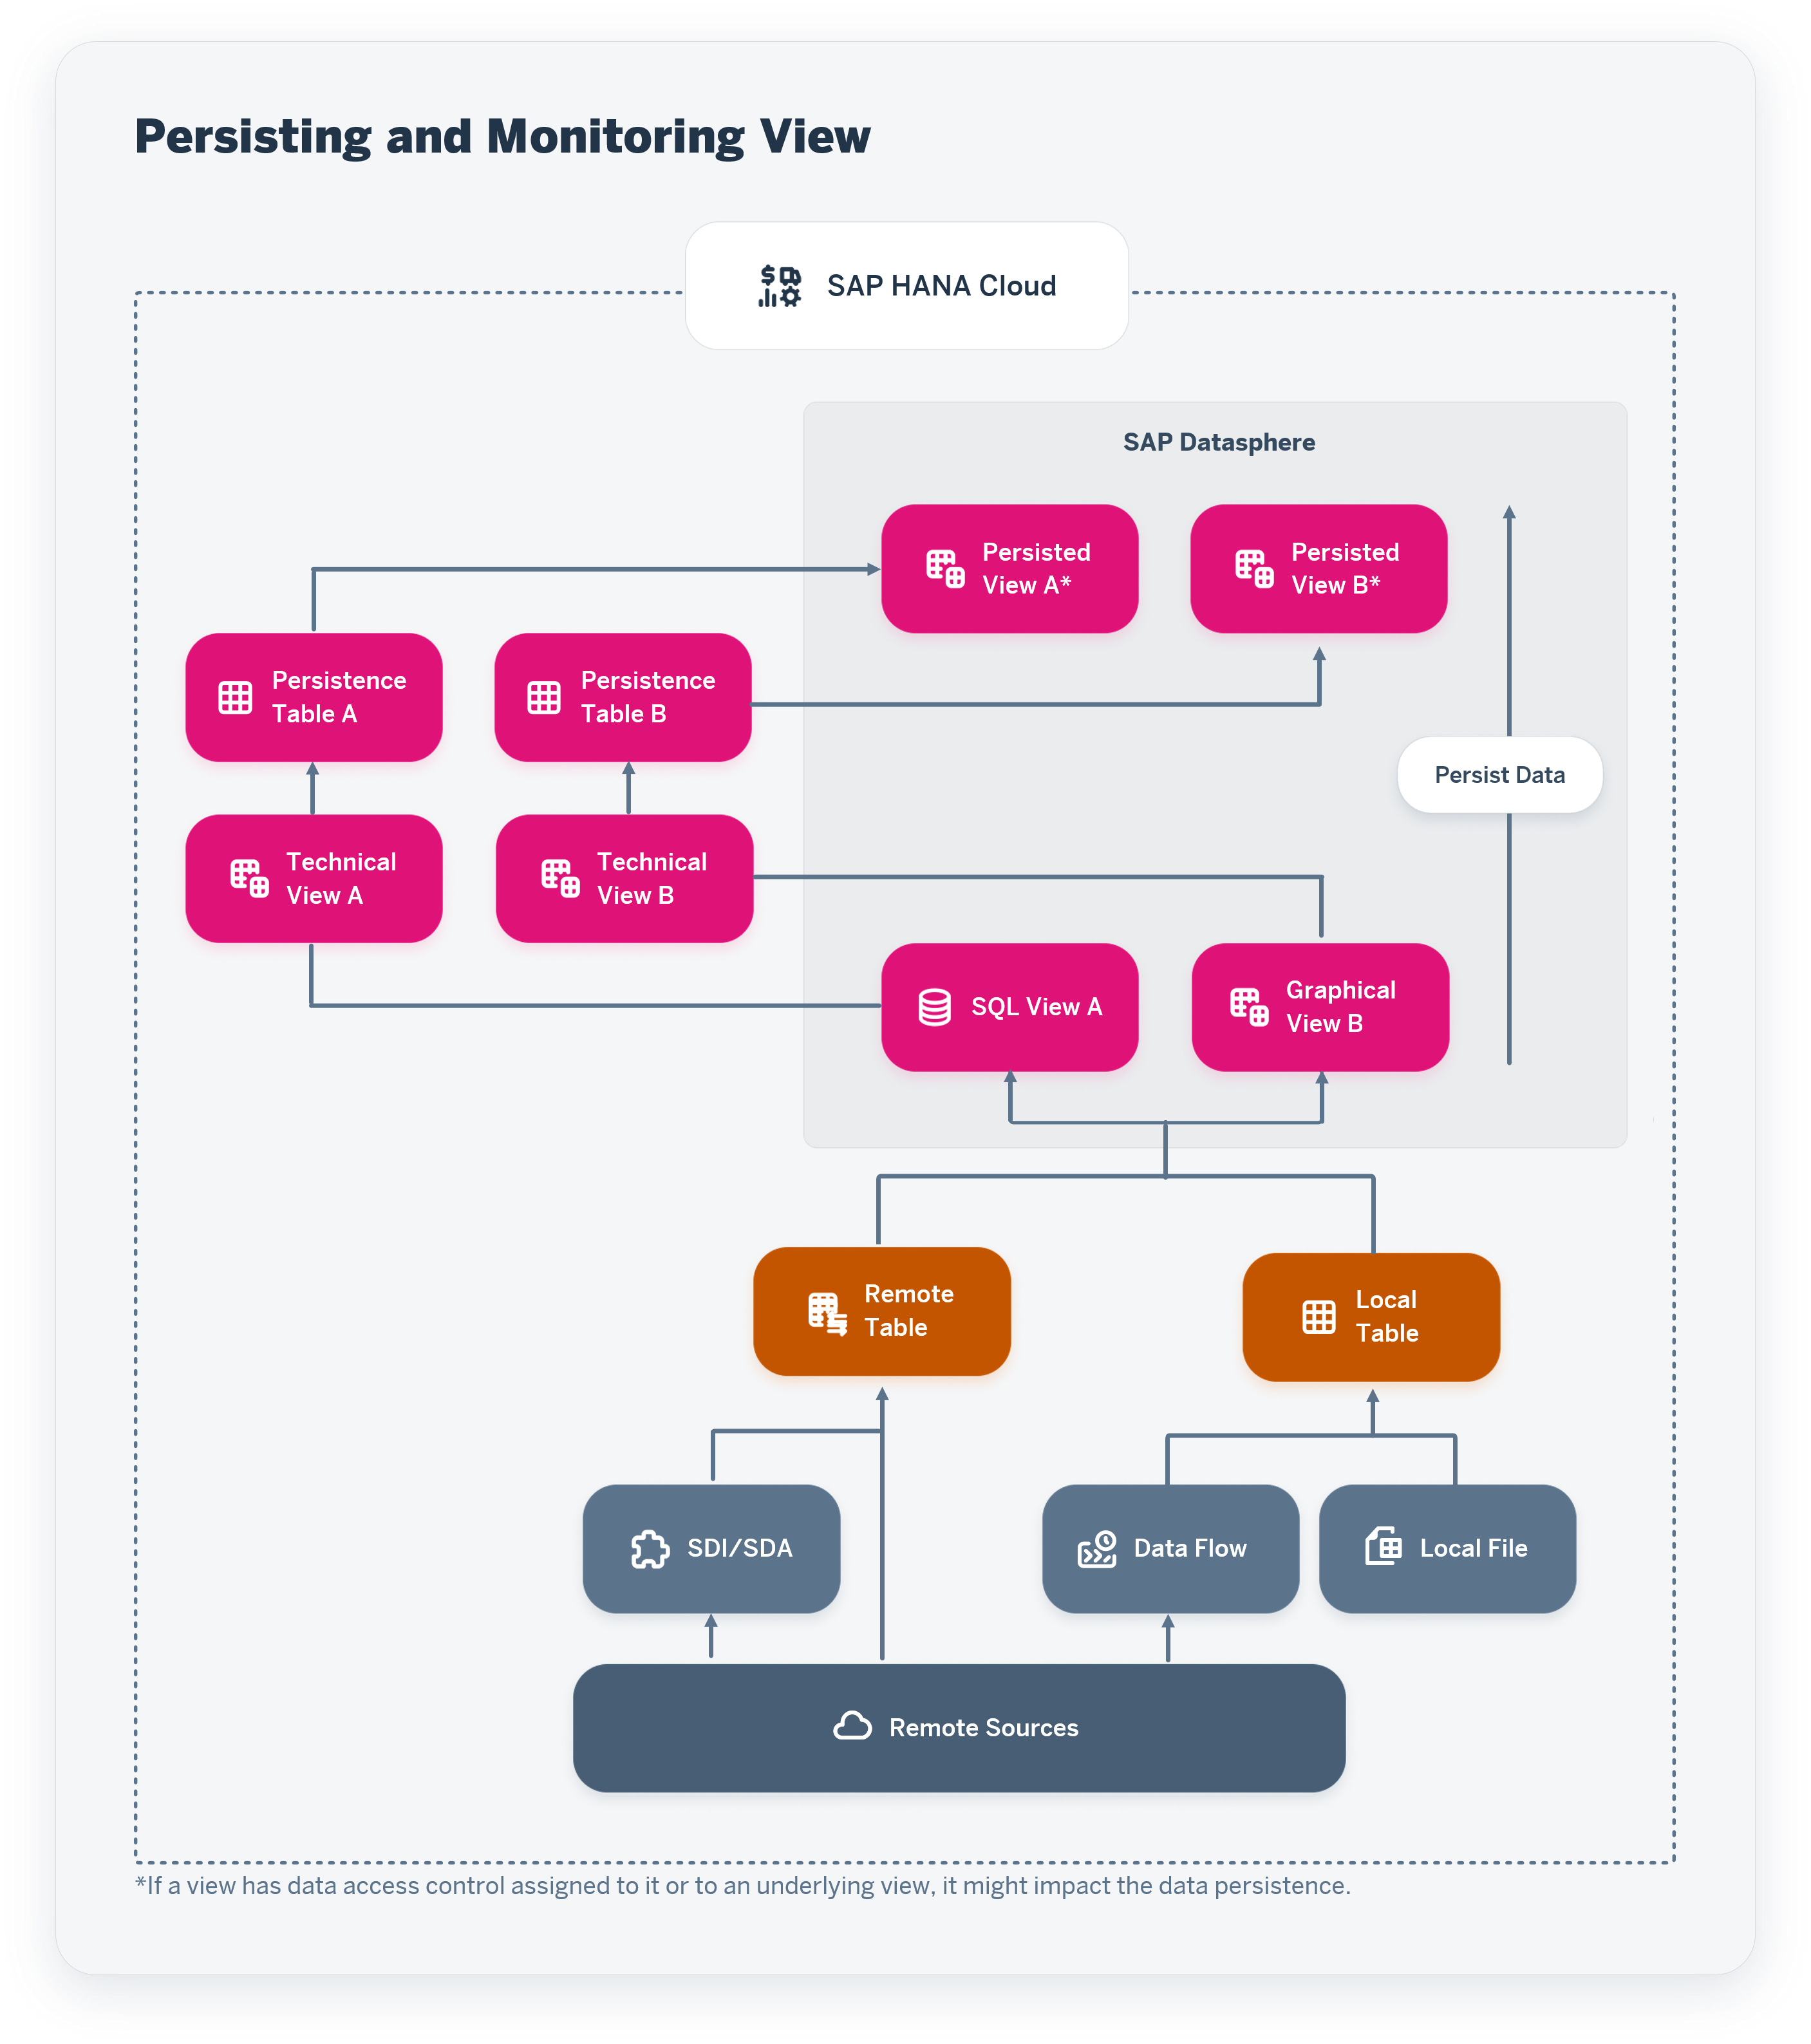 Persisting and Monitoring View
SAP HANA Cloud
SAP Datasphere
Persisted
View A*
Persisted
View B*
Persistence
Table A
Persistence
Table B
Persist Data
Technical
View A
Technical
View B
SQL View A
Graphical
View B
Remote
Table
Local
Table
SDI/SDA
Data Flow
Local File
Remote Sources
*If a view has data access control assigned to it or to an underlying view, it might impact the data persistence.